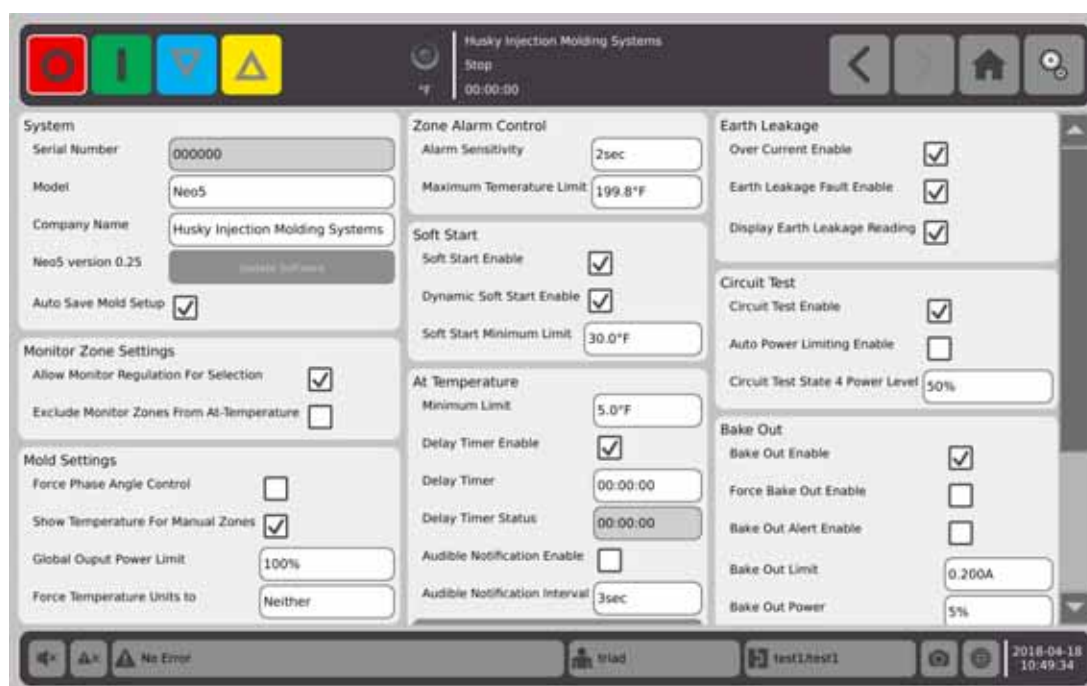 Husky Injection Molding Systems
Stop
°F 00:00:00
System
Serial Number 000000
Model Neo5
Company Name Husky Injection Molding Systems
Neo5 version 0.25 Update Software
Auto Save Mold Setup
Monitor Zone Settings
Allow Monitor Regulation For Selection
Exclude Monitor Zones From At-Temperature
Mold Settings
Force Phase Angle Control
Show Temperature For Manual Zones
Global Ouput Power Limit 100%
Force Temperature Units to Neither
Zone Alarm Control
Alarm Sensitivity 2sec
Maximum Temerature Limit 199.8°F
Soft Start
Soft Start Enable
Dynamic Soft Start Enable
Soft Start Minimum Limit 30.0°F
At Temperature
Minimum Limit 5.0°F
Delay Timer Enable
Delay Timer 00:00:00
Delay Timer Status 00:00:00
Audible Notification Enable
Audible Notification Interval 3sec
Earth Leakage
Over Current Enable
Earth Leakage Fault Enable
Display Earth Leakage Reading
Circuit Test
Circuit Test Enable
Auto Power Limiting Enable
Circuit Test State 4 Power Level 50%
Bake Out
Bake Out Enable
Force Bake Out Enable
Bake Out Alert Enable
Bake Out Limit 0.200A
Bake Out Power 5%
No Error
triad
test1/test1
2018-04-18
10:49:34